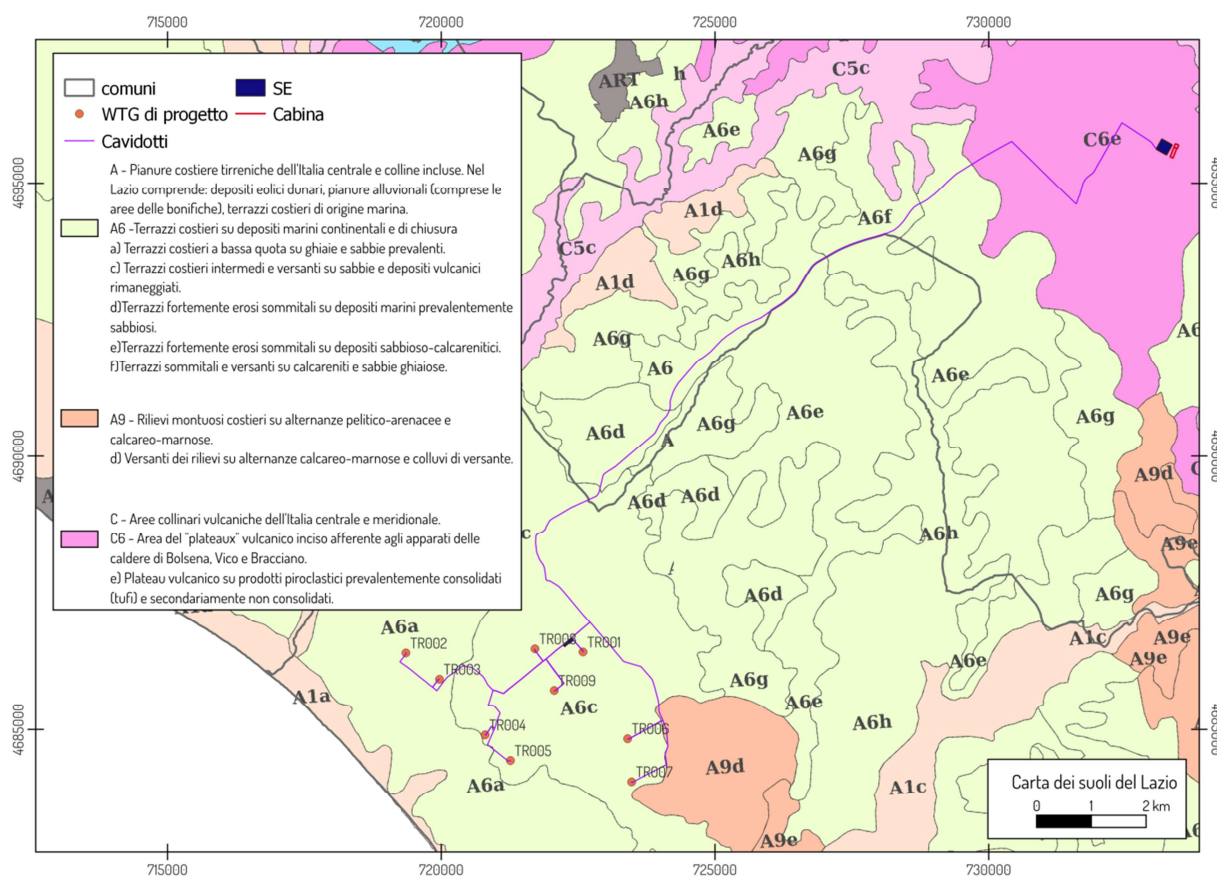 715000 720000 725000 730000
comuni SE
WTG di progetto Cabina
Cavidotti
A - Pianure costiere tirreniche dell'Italia centrale e colline incluse. Nel
Lazio comprende: depositi eolici dunari, pianure alluvionali (comprese le
aree delle bonifiche), terrazzi costieri di origine marina.
A6 -Terrazzi costieri su depositi marini continentali e di chiusura
a) Terrazzi costieri a bassa quota su ghiaie e sabbie prevalenti.
c) Terrazzi costieri intermedi e versanti su sabbie e depositi vulcanici
rimaneggiati.
d)Terrazzi fortemente erosi sommitali su depositi marini prevalentemente
sabbiosi.
e)Terrazzi fortemente erosi sommitali su depositi sabbioso-calcarenitici.
f)Terrazzi sommitali e versanti su calcareniti e sabbie ghiaiose.
A9 - Rilievi montuosi costieri su alternanze pelitico-arenacee e
calcareo-marnose.
d) Versanti dei rilievi su alternanze calcareo-marnose e colluvi di versante.
C - Aree collinari vulcaniche dell'Italia centrale e meridionale.
C6 - Area del "plateaux" vulcanico inciso afferente agli apparati delle
caldere di Bolsena, Vico e Bracciano.
e) Plateau vulcanico su prodotti piroclastici prevalentemente consolidati
(tufi) e secondariamente non consolidati.
ART h C5c
A6h
A6e
C6e
A6g
A1d
A6f
C5c
A6h
A6g
A1d
A6g
A6
A6
A6e
A6e
A6g
A6g
A6d
A
A9d
A6d A6d
c
A6h
A9e
A6d
A6g
A6a
A1c A9e
TR002 TR008 TR001
A9e
A6e
TR003
A6g
TR009
A1a
A6c
A6e
A6h
TR004
TR006
TR005
A9d
TR007
A6a
A1c
A9e
4690000
4685000
Carta dei suoli del Lazio
0 1 2 km
715000 720000 725000 730000